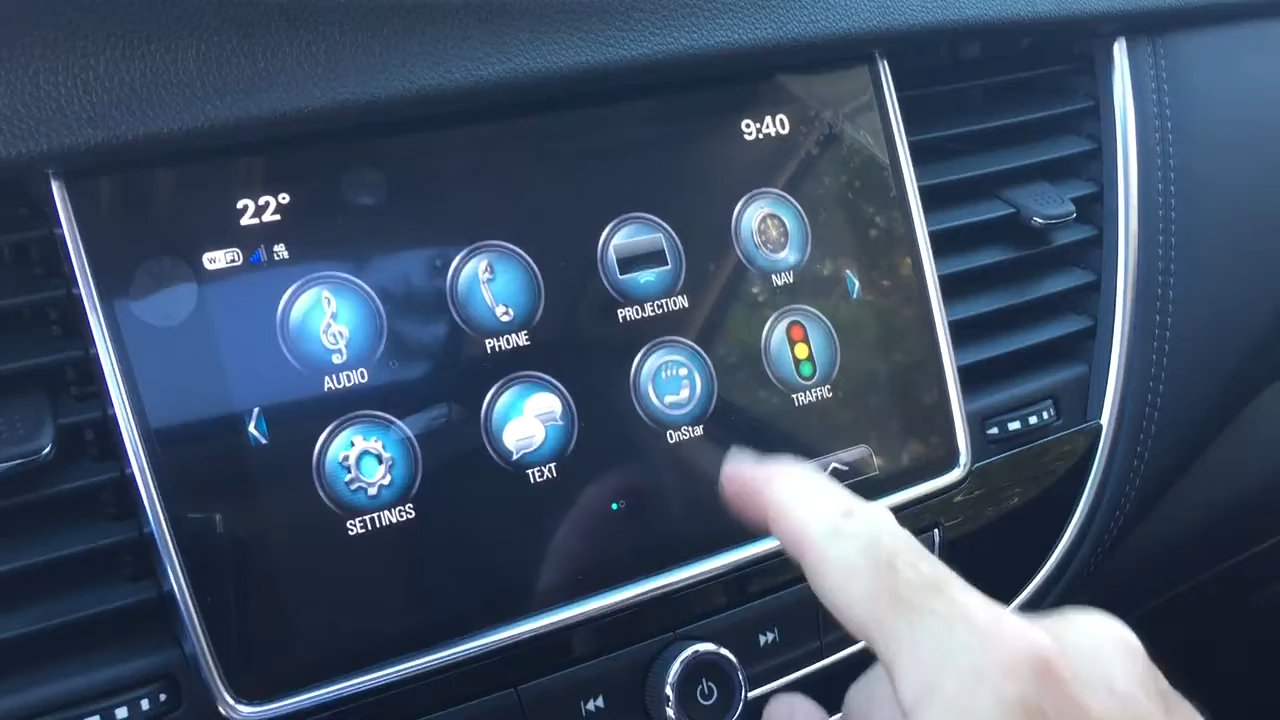 9:40
22°
WiFi 4G LTE
AUDIO
PHONE
PROJECTION
NAV
SETTINGS
TEXT
OnStar
TRAFFIC